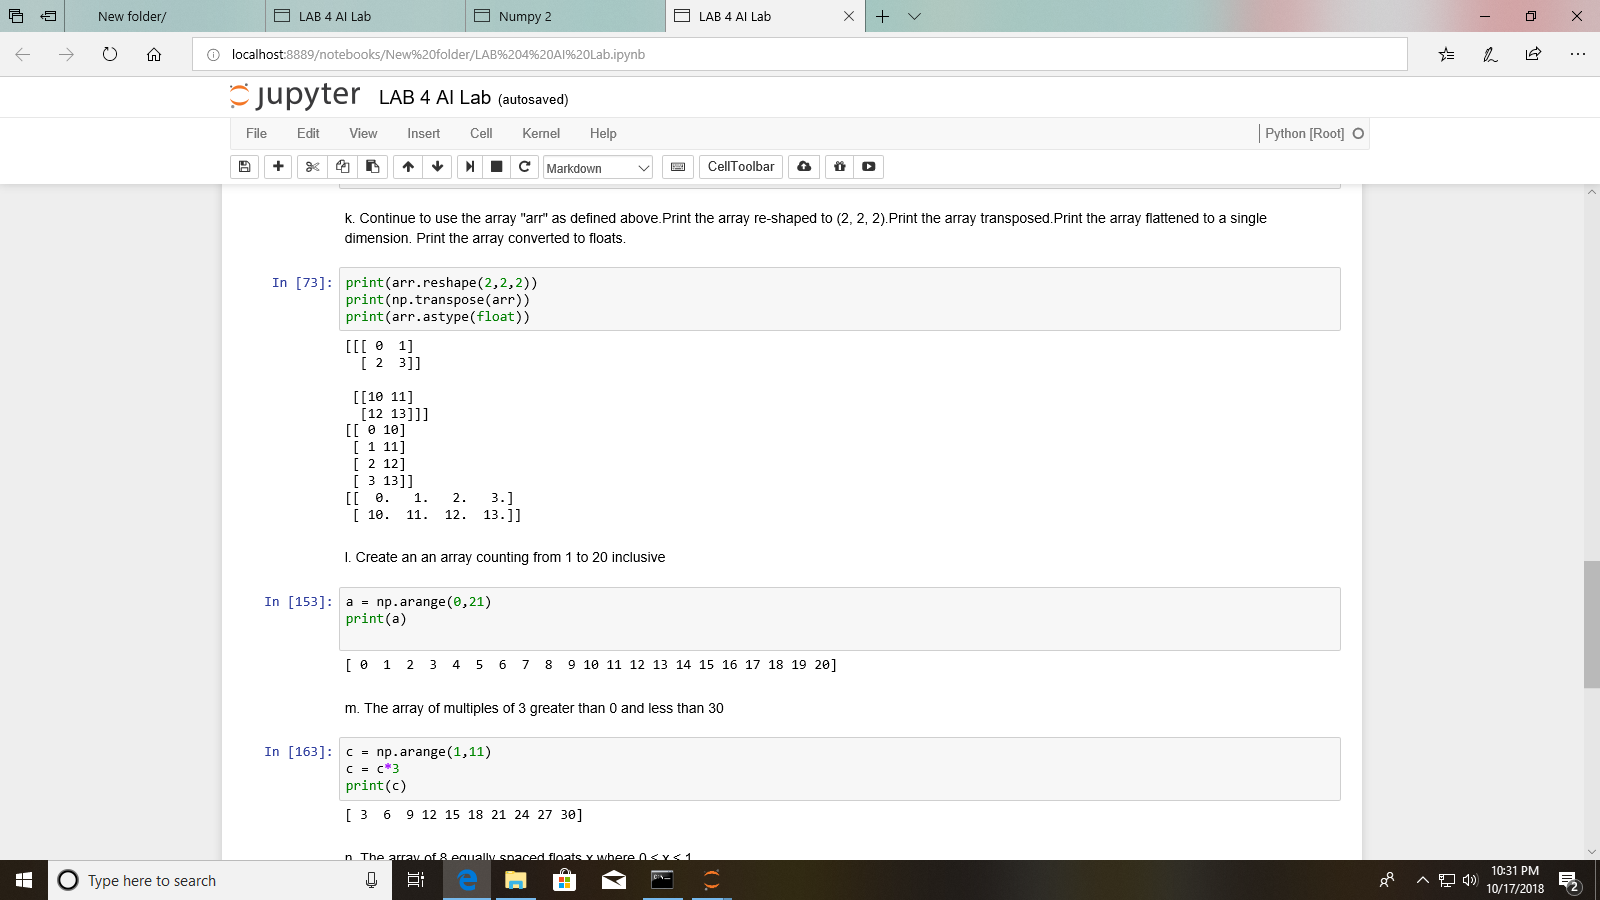 New folder/
LAB 4 AI Lab
Numpy 2
LAB 4 AI Lab
localhost:8889/notebooks/New%20folder/LAB%204%20AI%20Lab.ipynb
jupyter LAB 4 AI Lab (autosaved)
File Edit View Insert Cell Kernel Help Python [Root]
Markdown CellToolbar
k. Continue to use the array "arr" as defined above.Print the array re-shaped to (2, 2, 2).Print the array transposed.Print the array flattened to a single
dimension. Print the array converted to floats.
In [73]: print(arr.reshape(2,2,2))
print(np.transpose(arr))
print(arr.astype(float))
[[[ 0  1]
  [ 2  3]]
 [[10 11]
  [12 13]]]
[[ 0 10]
 [ 1 11]
 [ 2 12]
 [ 3 13]]
[[  0.   1.   2.   3.]
 [ 10.  11.  12.  13.]]
l. Create an an array counting from 1 to 20 inclusive
In [153]: a = np.arange(0,21)
print(a)
[ 0  1  2  3  4  5  6  7  8  9 10 11 12 13 14 15 16 17 18 19 20]
m. The array of multiples of 3 greater than 0 and less than 30
In [163]: c = np.arange(1,11)
c = c*3
print(c)
[ 3  6  9 12 15 18 21 24 27 30]
n. The array of 8 equally spaced floats x where 0 < x < 1
Type here to search
10:31 PM
10/17/2018
2